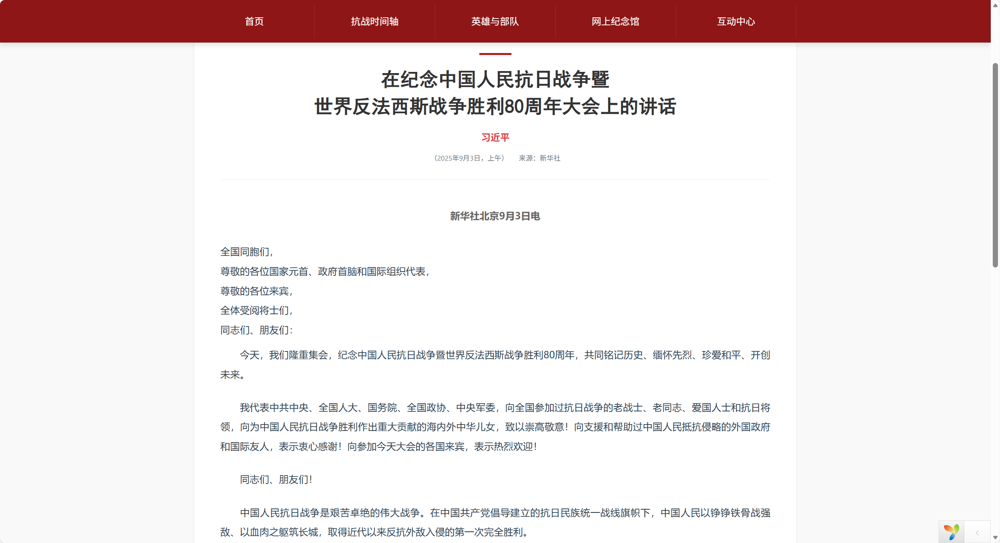 首页
抗战时间轴
英雄与部队
网上纪念馆
互动中心
在纪念中国人民抗日战争暨
世界反法西斯战争胜利80周年大会上的讲话
习近平
（2025年9月3日，上午） 来源：新华社
新华社北京9月3日电
全国同胞们，
尊敬的各位国家元首、政府首脑和国际组织代表，
尊敬的各位来宾，
全体受阅将士们，
同志们、朋友们：
今天，我们隆重集会，纪念中国人民抗日战争暨世界反法西斯战争胜利80周年，共同铭记历史、缅怀先烈、珍爱和平、开创
未来。
我代表中共中央、全国人大、国务院、全国政协、中央军委，向全国参加过抗日战争的老战士、老同志、爱国人士和抗日将
领，向为中国人民抗日战争胜利作出重大贡献的海内外中华儿女，致以崇高敬意！向支援和帮助过中国人民抵抗侵略的外国政府
和国际友人，表示衷心感谢！向参加今天大会的各国来宾，表示热烈欢迎！
同志们、朋友们！
中国人民抗日战争是艰苦卓绝的伟大战争。在中国共产党倡导建立的抗日民族统一战线旗帜下，中国人民以铮铮铁骨战强
敌、以血肉之躯筑长城，取得近代以来反抗外敌入侵的第一次完全胜利。